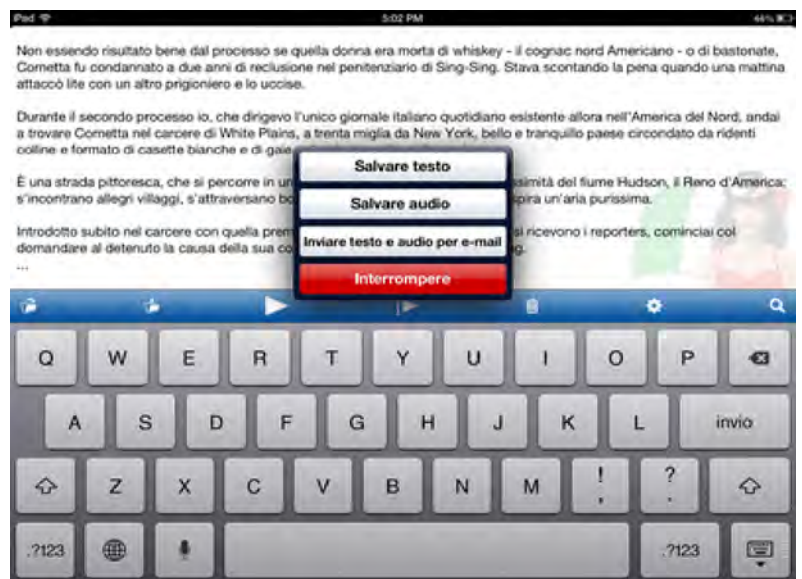 iPad 5:02 PM 44%
Non essendo risultato bene dal processo se quella donna era morta di whiskey - il cognac nord Americano - o di bastonate,
Cornetta fu condannato a due anni di reclusione nel penitenziario di Sing-Sing. Stava scontando la pena quando una mattina
attaccò lite con un altro prigioniero e lo uccise.
Durante il secondo processo io, che dirigevo l'unico giornale italiano quotidiano esistente allora nell'America del Nord, andai
a trovare Cornetta nel carcere di White Plains, a trenta miglia da New York, bello e tranquillo paese circondato da ridenti
colline e formato di casette bianche e di gaie
È una strada pittoresca, che si percorre in un ssimità del fiume Hudson, il Reno d'America;
s'incontrano allegri villaggi, s'attraversano bo spira un'aria purissima.
Introdotto subito nel carcere con quella prem si ricevono i reporters, cominciai col
domandare al detenuto la causa della sua co g.
...
Salvare testo
Salvare audio
Inviare testo e audio per e-mail
Interrompere
Q W E R T Y U I O P
A S D F G H J K L invio
Z X C V B N M ! , ? .
.?123 .?123